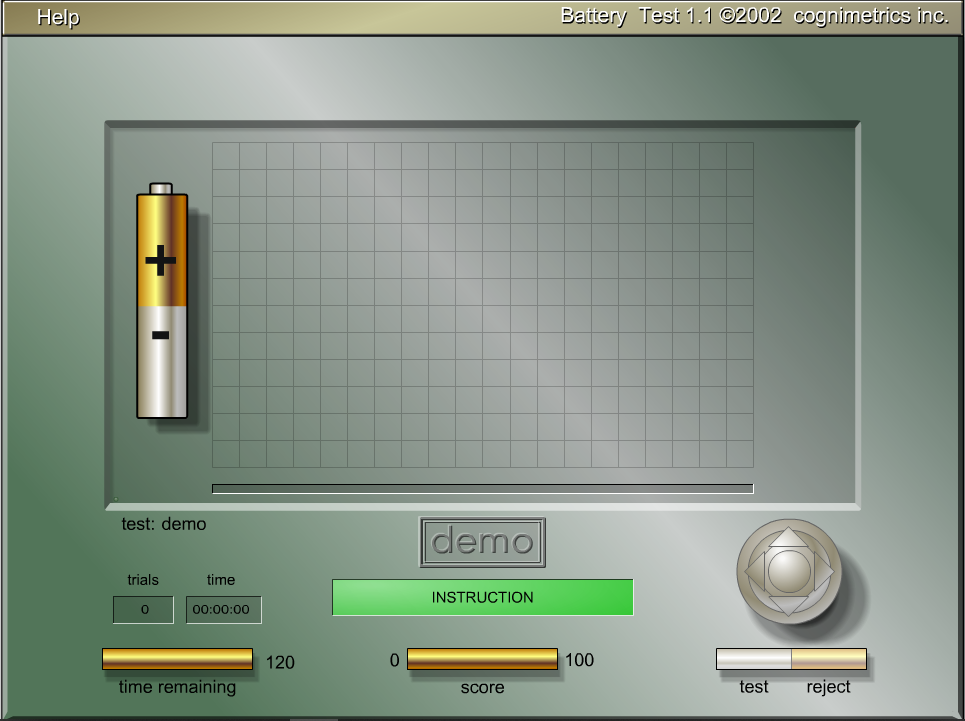 Help
Battery Test 1.1 ©2002 cognimetrics inc.
+
-
test: demo
demo
trials
time
0
00:00:00
INSTRUCTION
120
0
100
time remaining
score
test
reject